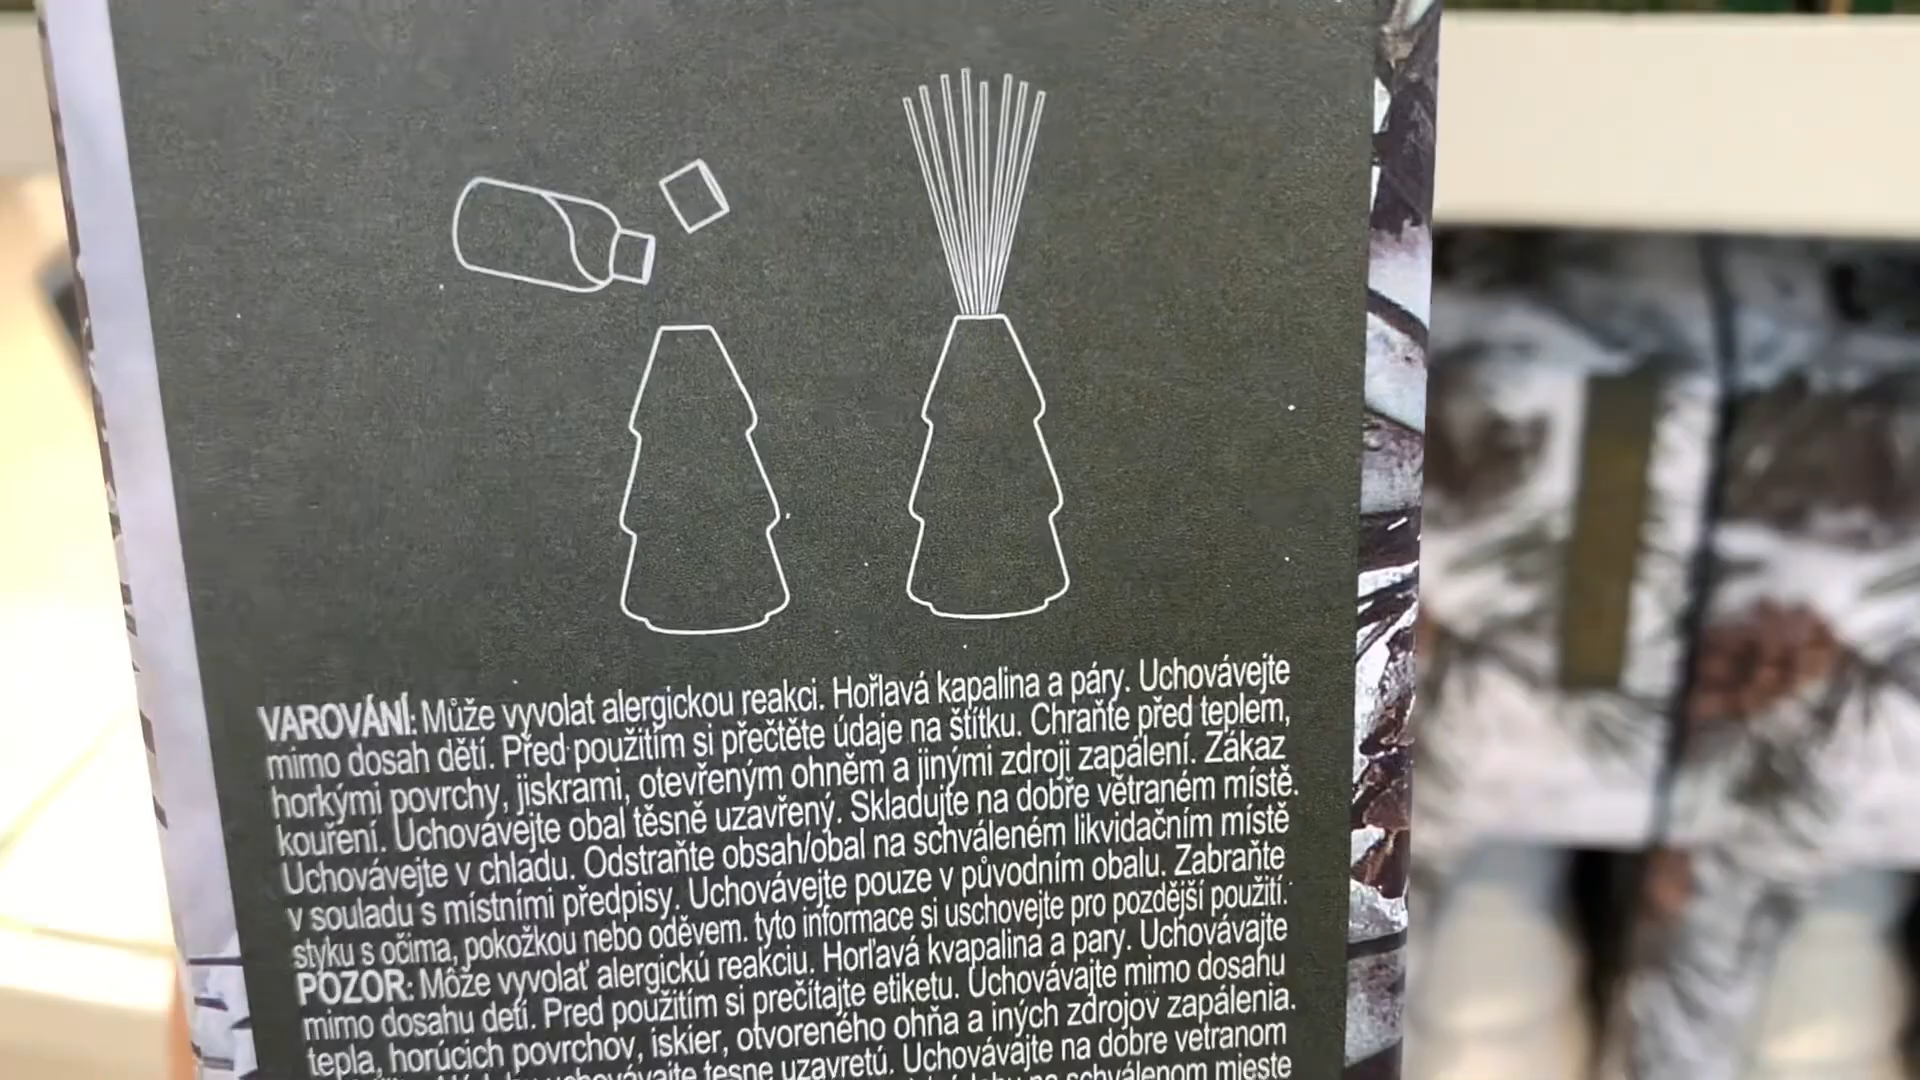 VAROVÁNÍ: Může vyvolat alergickou reakci. Hořlavá kapalina a páry. Uchovávejte
mimo dosah dětí. Před použitím si přečtěte údaje na štítku. Chraňte před teplem,
horkými povrchy, jiskrami, otevřeným ohněm a jinými zdroji zapálení. Zákaz
kouření. Uchovávejte obal těsně uzavřený. Skladujte na dobře větraném místě.
Uchovávejte v chladu. Odstraňte obsah/obal na schváleném likvidačním místě
v souladu s místními předpisy. Uchovávejte pouze v původním obalu. Zabraňte
styku s očima, pokožkou nebo oděvem. tyto informace si uschovejte pro pozdější použití.
POZOR: Môže vyvolať alergickú reakciu. Horľavá kvapalina a pary. Uchovávajte
mimo dosahu detí. Pred použitím si prečítajte etiketu. Uchovávajte mimo dosahu
tepla, horúcich povrchov, iskier, otvoreného ohňa a iných zdrojov zapálenia.
uchovávajte tesne uzavretú. Uchovávajte na dobre vetranom
na schválenom mieste